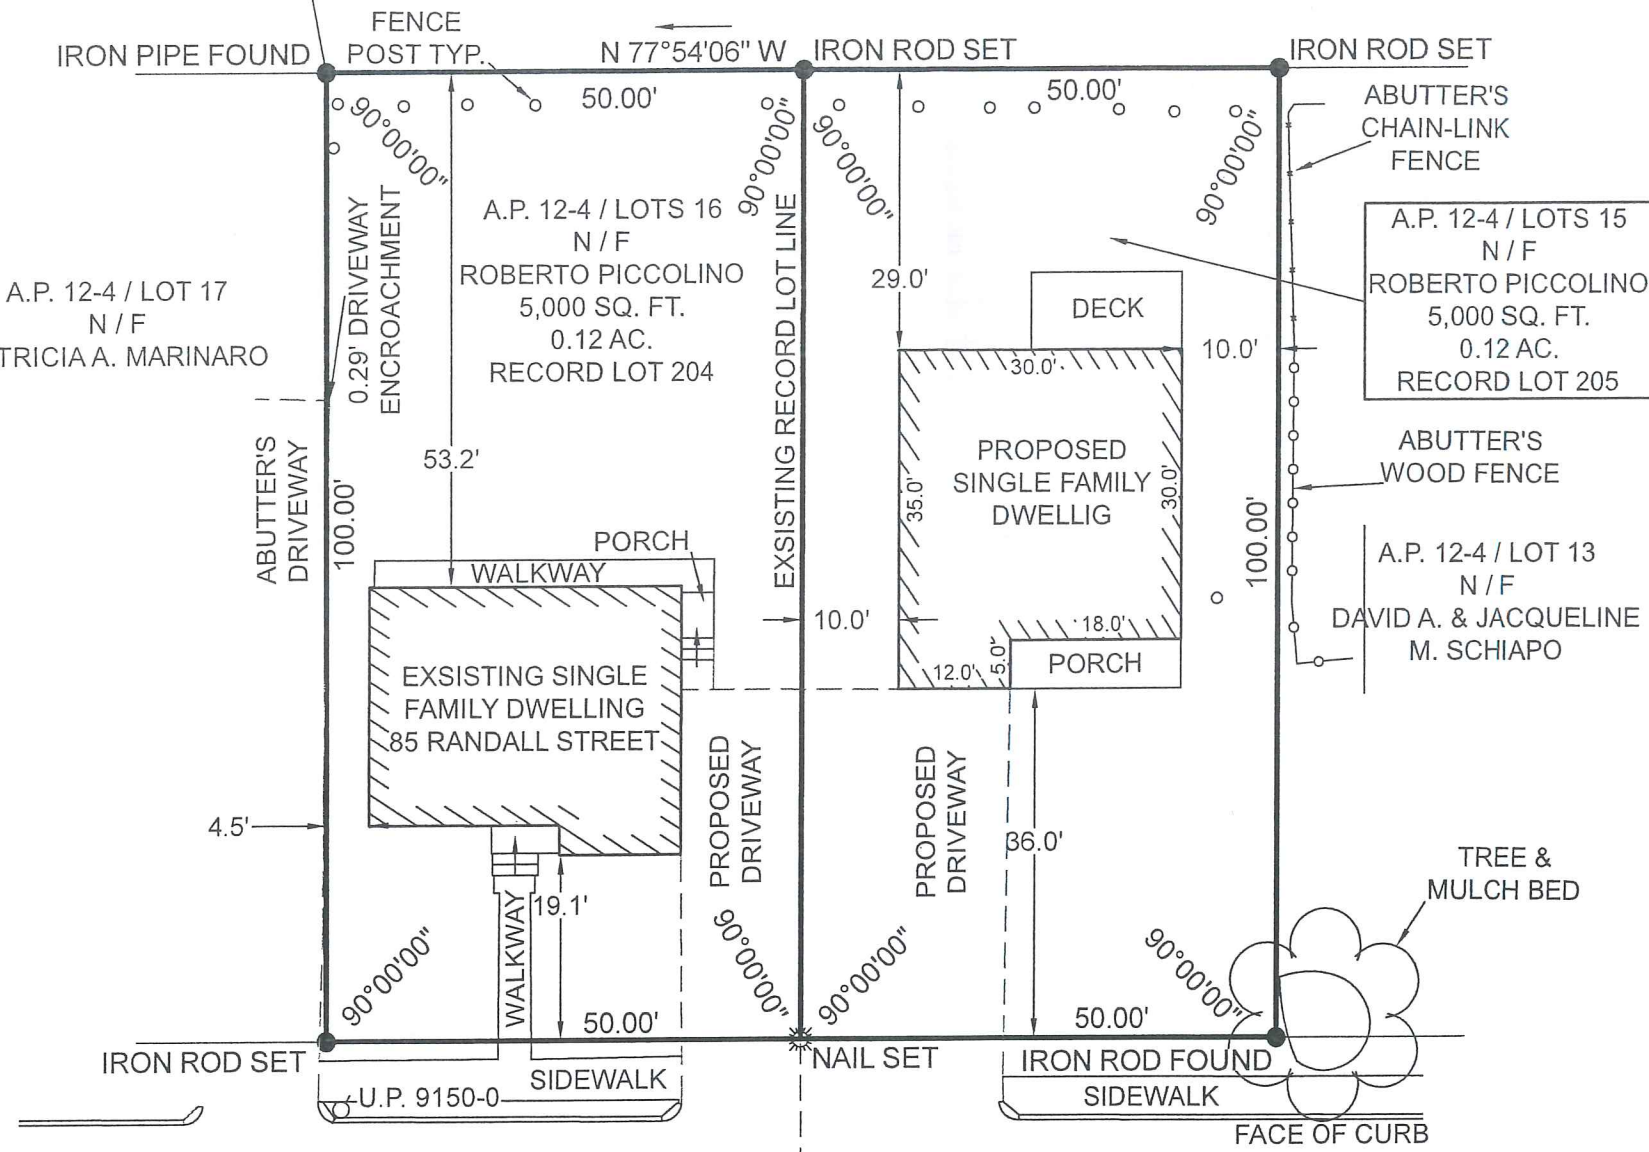 FENCE
POST TYP.
N 77°54'06" W
IRON PIPE FOUND
IRON ROD SET
IRON ROD SET
50.00'
50.00'
90°00'00"
90°00'00"
90°00'00"
90°00'00"
ABUTTER'S
CHAIN-LINK
FENCE
A.P. 12-4 / LOT 17
N / F
TRICIA A. MARINARO
0.29' DRIVEWAY
ENCROACHMENT
A.P. 12-4 / LOTS 16
N / F
ROBERTO PICCOLINO
5,000 SQ. FT.
0.12 AC.
RECORD LOT 204
EXSISTING RECORD LOT LINE
29.0'
DECK
10.0'
A.P. 12-4 / LOTS 15
N / F
ROBERTO PICCOLINO
5,000 SQ. FT.
0.12 AC.
RECORD LOT 205
30.0'
ABUTTER'S
DRIVEWAY
100.00'
53.2'
35.0'
PROPOSED
SINGLE FAMILY
DWELLIG
30.0'
100.00'
ABUTTER'S
WOOD FENCE
PORCH
WALKWAY
10.0'
18.0'
12.0'
5.0'
PORCH
A.P. 12-4 / LOT 13
N / F
DAVID A. & JACQUELINE
M. SCHIAPO
EXSISTING SINGLE
FAMILY DWELLING
85 RANDALL STREET
4.5'
PROPOSED
DRIVEWAY
PROPOSED
DRIVEWAY
36.0'
TREE &
MULCH BED
WALKWAY
19.1'
90°00'00"
90°00'00"
90°00'00"
90°00'00"
50.00'
50.00'
IRON ROD SET
NAIL SET
IRON ROD FOUND
SIDEWALK
SIDEWALK
U.P. 9150-0
FACE OF CURB